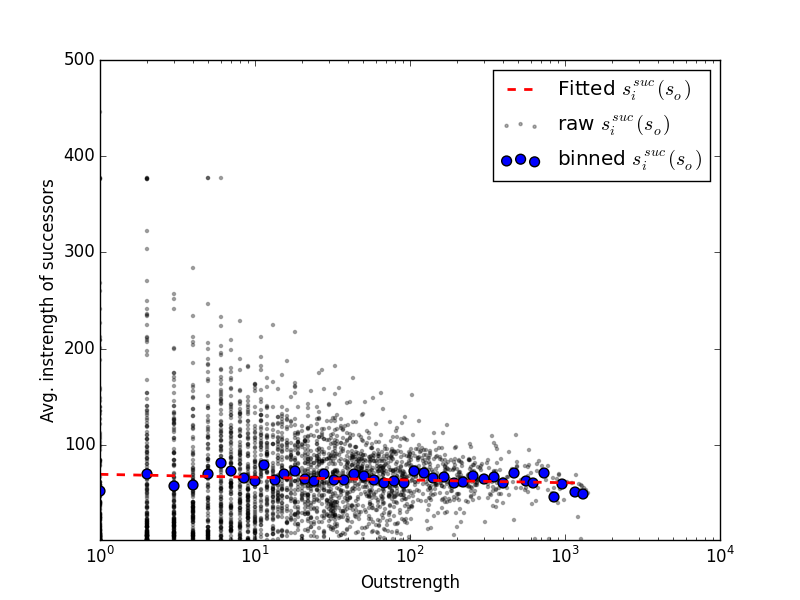 500
400
300
200
100
Avg. instrength of successors
10^0
10^1
10^2
10^3
10^4
Outstrength
Fitted s_i^{suc}(s_o)
raw s_i^{suc}(s_o)
binned s_i^{suc}(s_o)